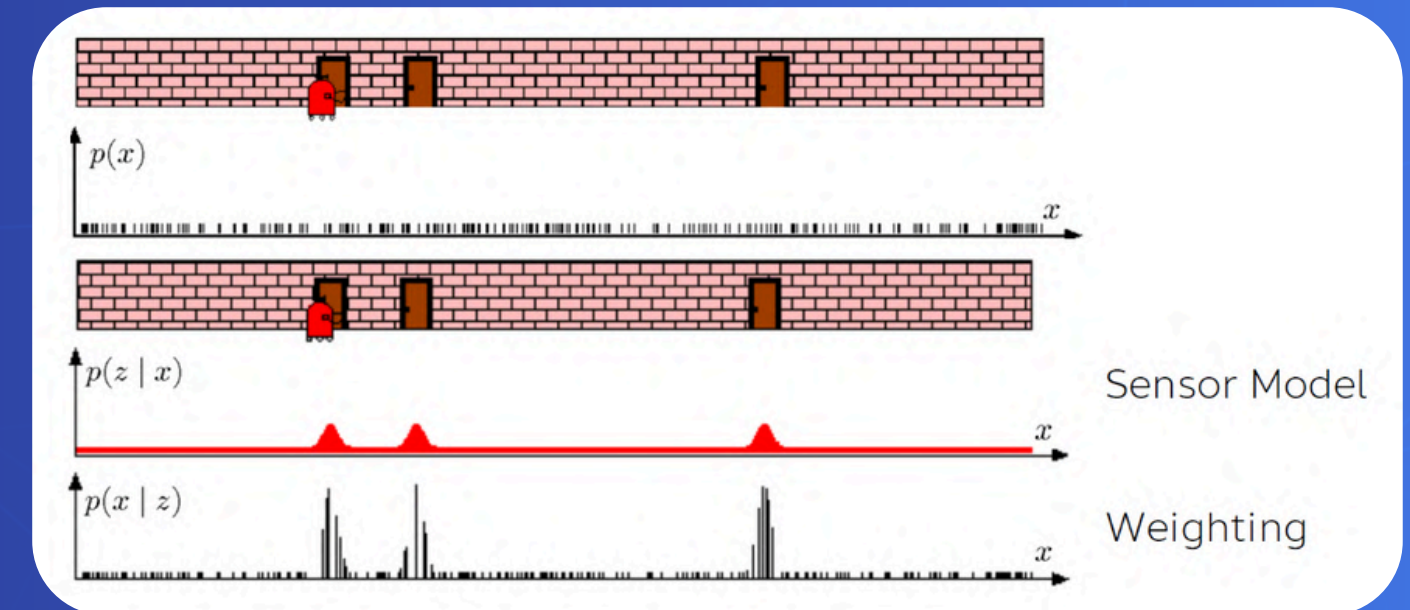 p(x)
x
p(z | x)
x
Sensor Model
p(x | z)
x
Weighting